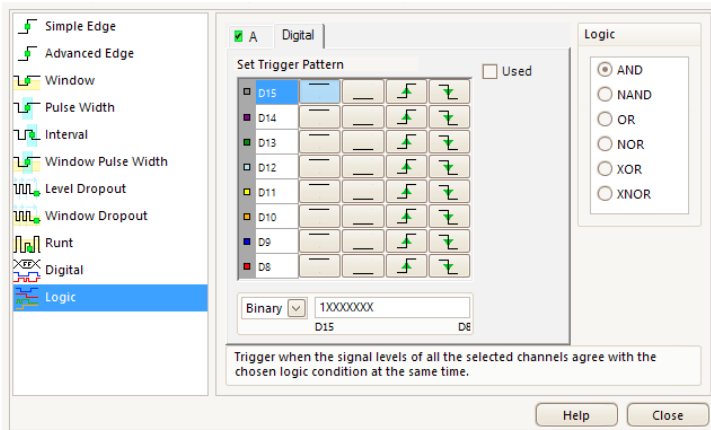 Simple Edge
Advanced Edge
Window
Pulse Width
Interval
Window Pulse Width
Level Dropout
Window Dropout
Runt
Digital
Logic
A
Digital
Set Trigger Pattern
Used
D15
D14
D13
D12
D11
D10
D9
D8
Binary
1XXXXXXX
D15
D8
Logic
AND
NAND
OR
NOR
XOR
XNOR
Trigger when the signal levels of all the selected channels agree with the
chosen logic condition at the same time.
Help
Close